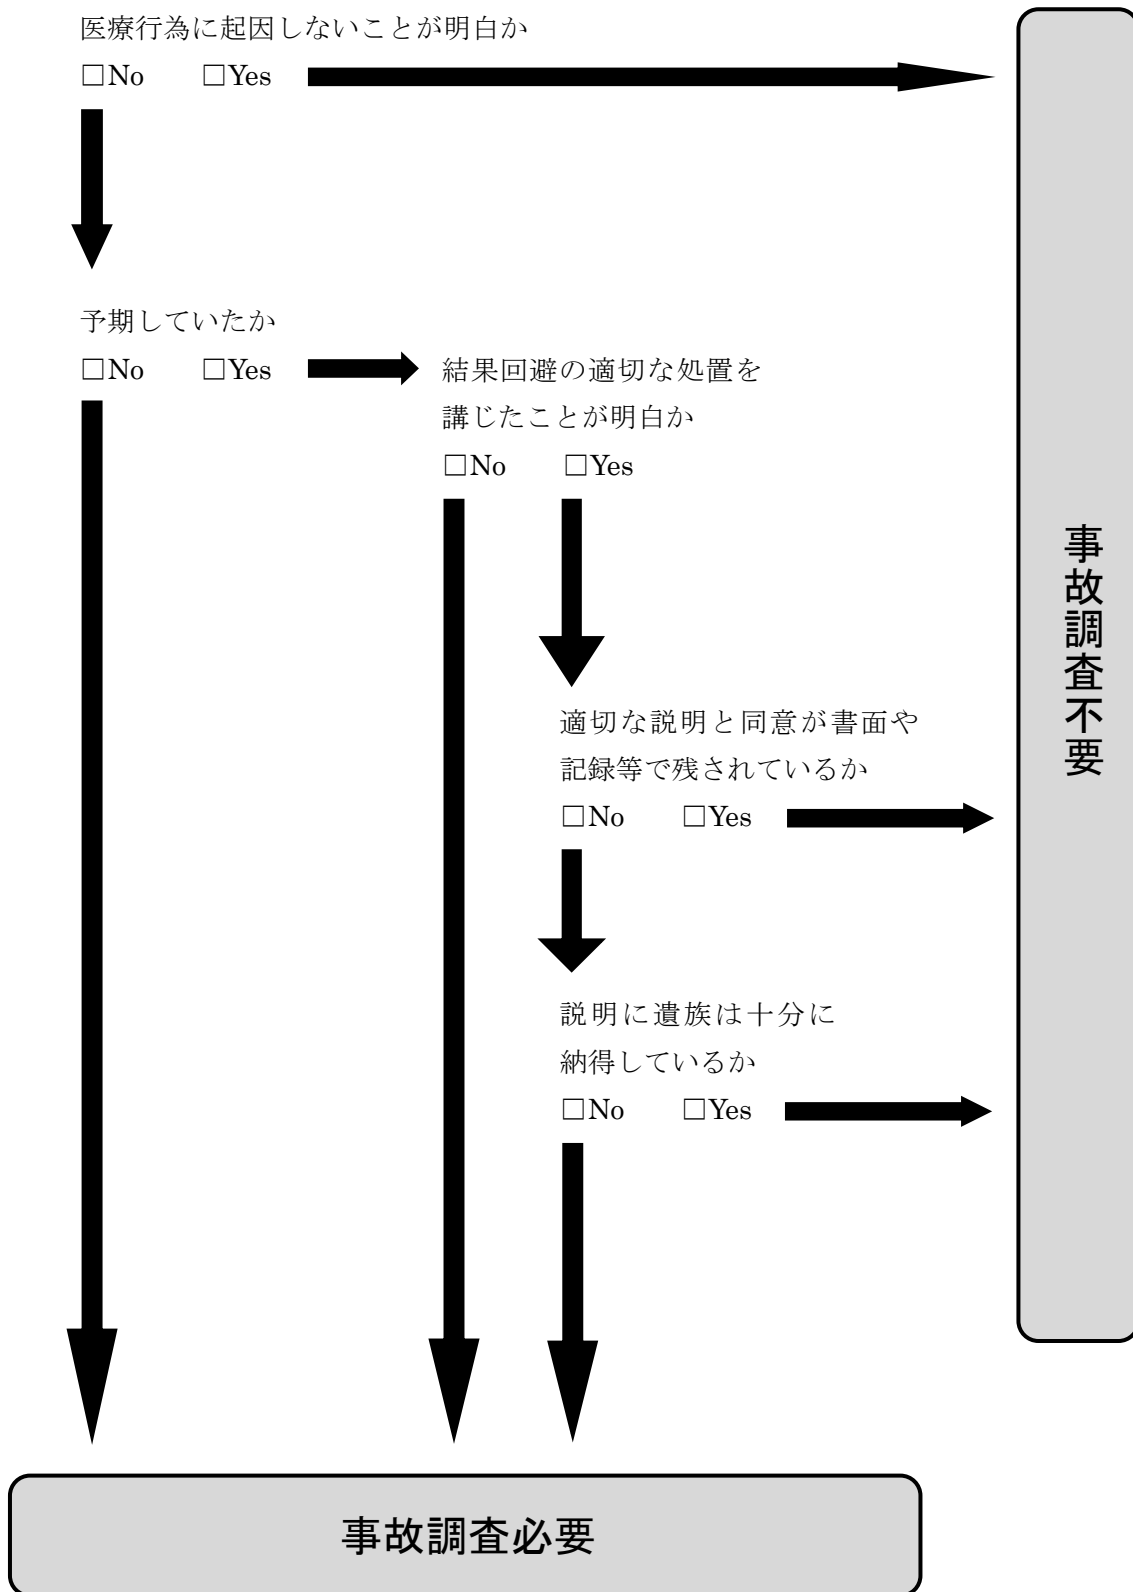 医療行為に起因しないことが明白か
□No □Yes
予期していたか
□No □Yes
結果回避の適切な処置を
講じたことが明白か
□No □Yes
適切な説明と同意が書面や
記録等で残されているか
□No □Yes
説明に遺族は十分に
納得しているか
□No □Yes
事故調査不要
事故調査必要